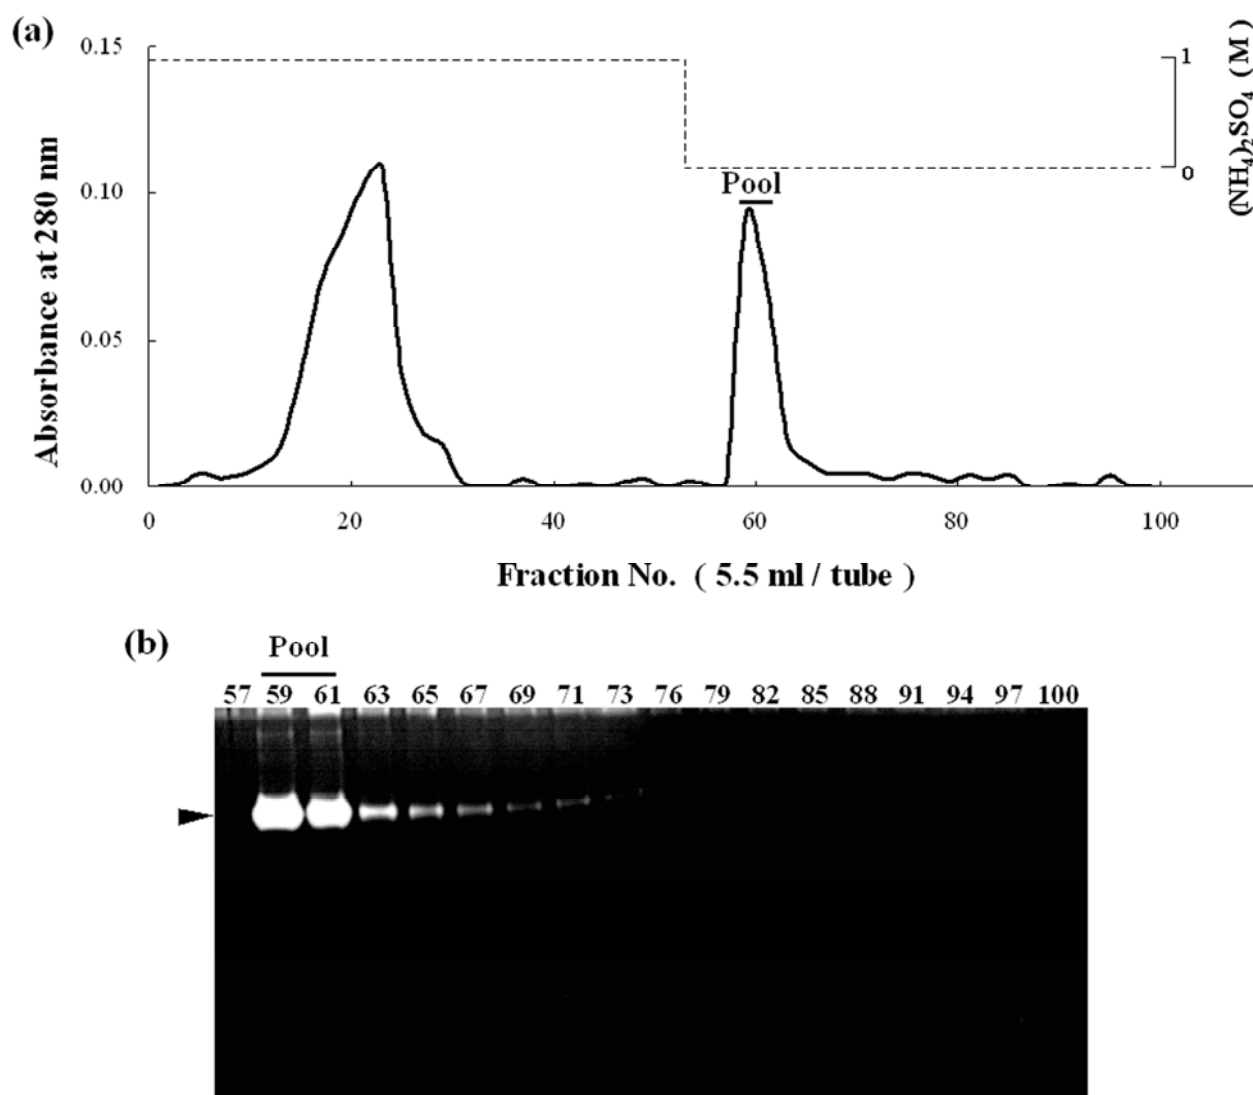 (a)
0.15
0.10
0.05
0.00
Absorbance at 280 nm
1
0
(NH₄)₂SO₄ ( M )
Pool
0 20 40 60 80 100
Fraction No. ( 5.5 ml / tube )
(b)
Pool
57 59 61 63 65 67 69 71 73 76 79 82 85 88 91 94 97 100